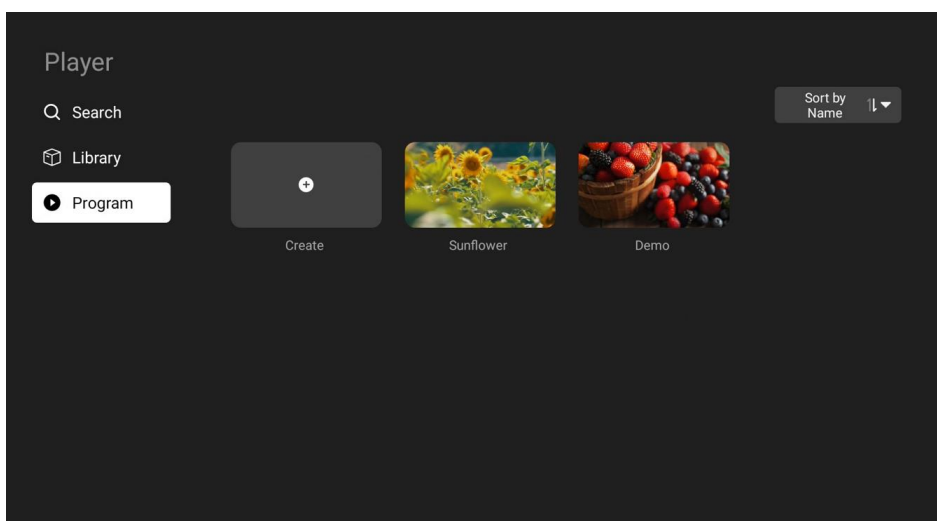 Player
Search
Sort by
Name
Library
Program
Create
Sunflower
Demo